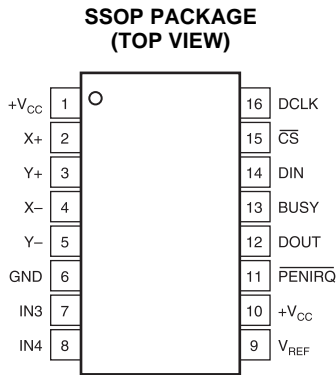 SSOP PACKAGE
(TOP VIEW)
+VCC 1 16 DCLK
X+ 2 15 CS
Y+ 3 14 DIN
X– 4 13 BUSY
Y– 5 12 DOUT
GND 6 11 PENIRQ
IN3 7 10 +VCC
IN4 8 9 VREF